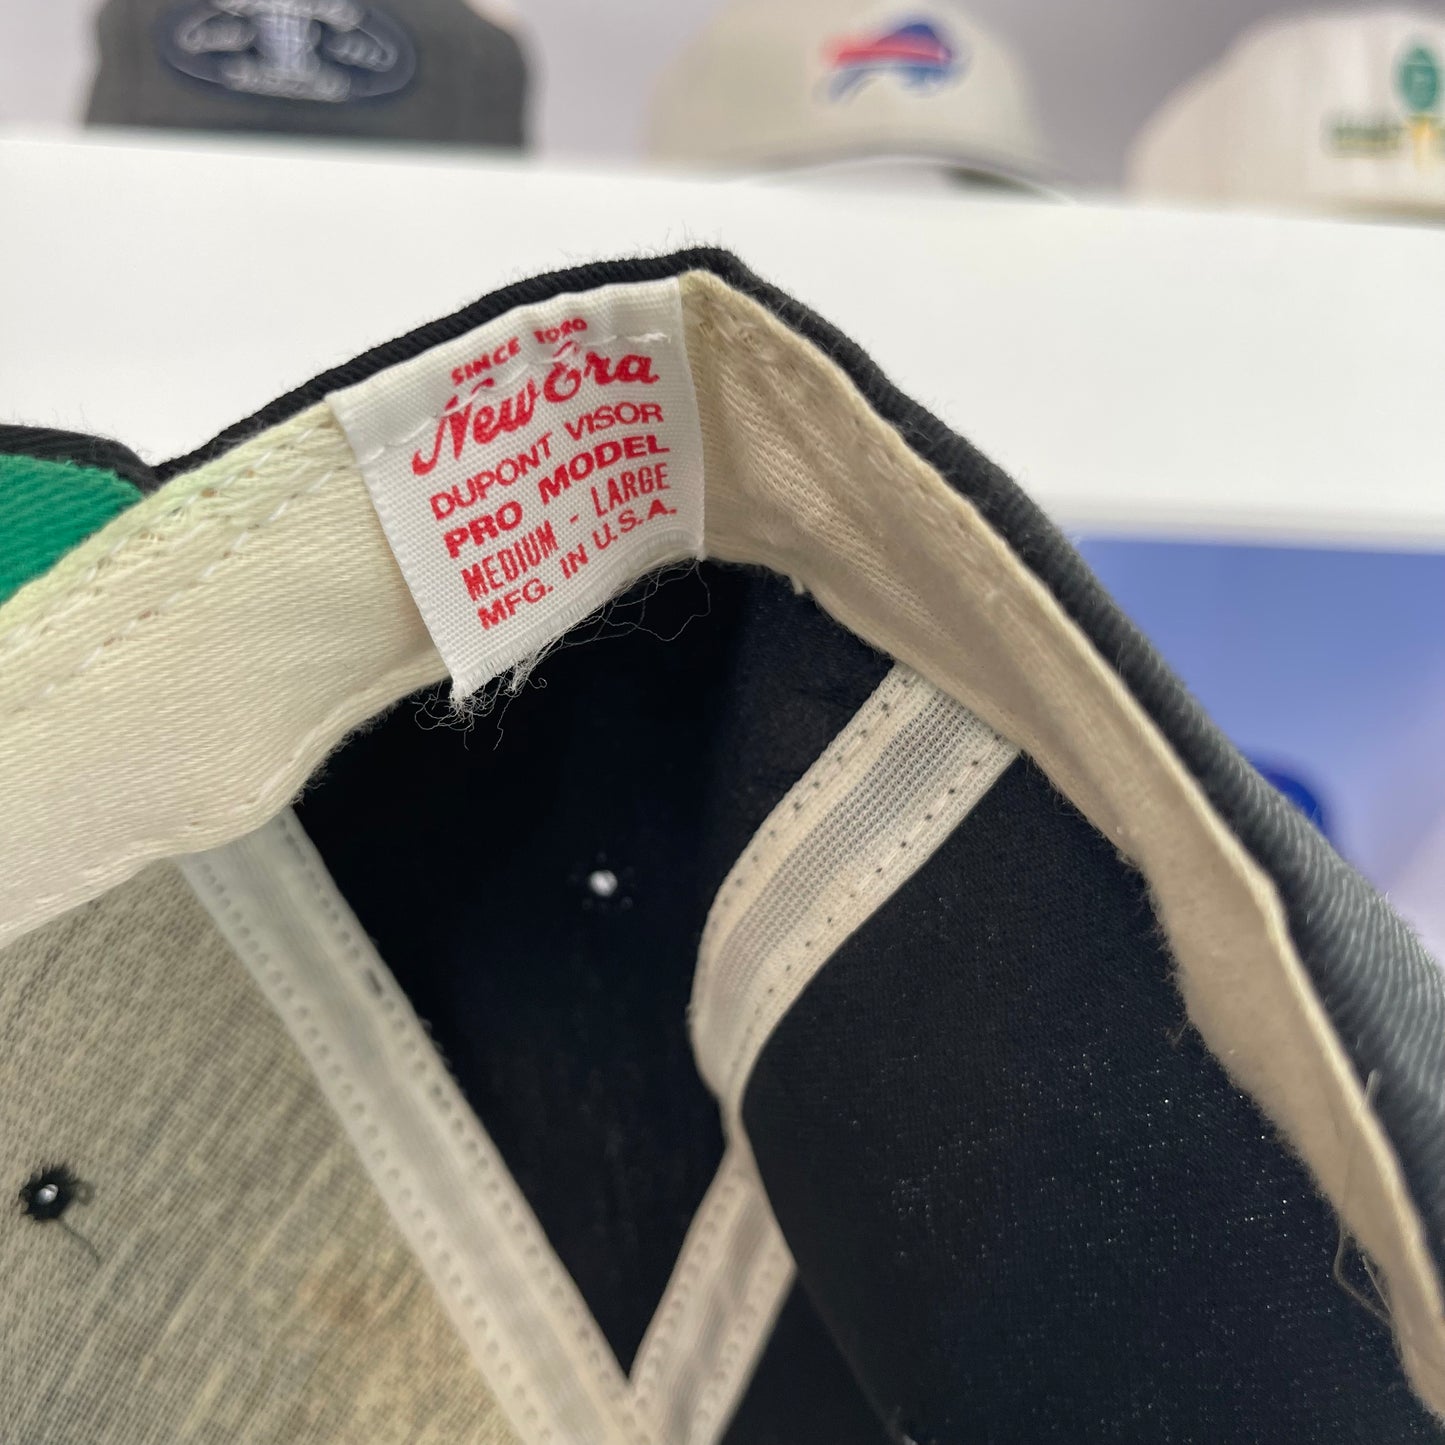 SINCE 1920
New Era
DUPONT VISOR
PRO MODEL
MEDIUM - LARGE
MFG. IN U.S.A.